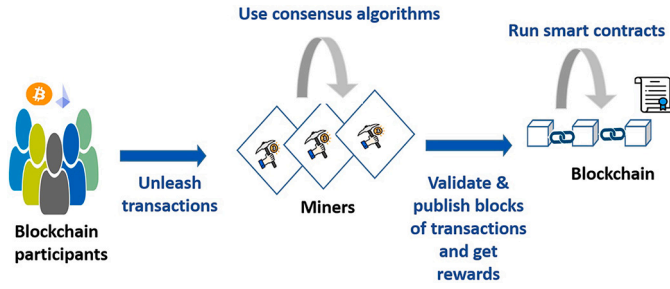 Use consensus algorithms
Run smart contracts
Unleash
transactions
Blockchain
participants
Miners
Validate &
publish blocks
of transactions
and get
rewards
Blockchain